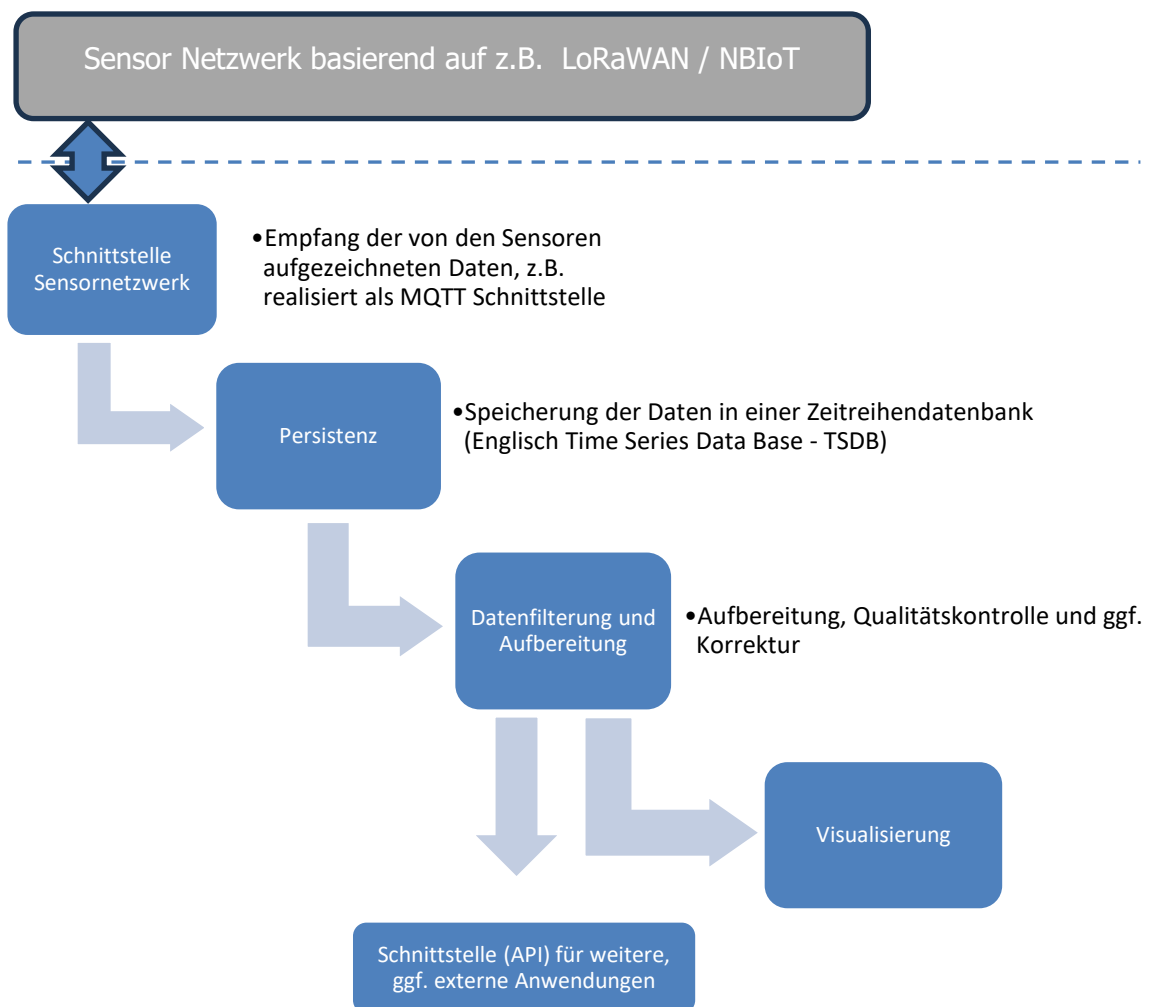 Sensor Netzwerk basierend auf z.B. LoRaWAN / NBIoT
Schnittstelle
Sensornetzwerk
•Empfang der von den Sensoren
aufgezeichneten Daten, z.B.
realisiert als MQTT Schnittstelle
Persistenz
•Speicherung der Daten in einer Zeitreihendatenbank
(Englisch Time Series Data Base - TSDB)
Datenfilterung und
Aufbereitung
•Aufbereitung, Qualitätskontrolle und ggf.
Korrektur
Visualisierung
Schnittstelle (API) für weitere,
ggf. externe Anwendungen